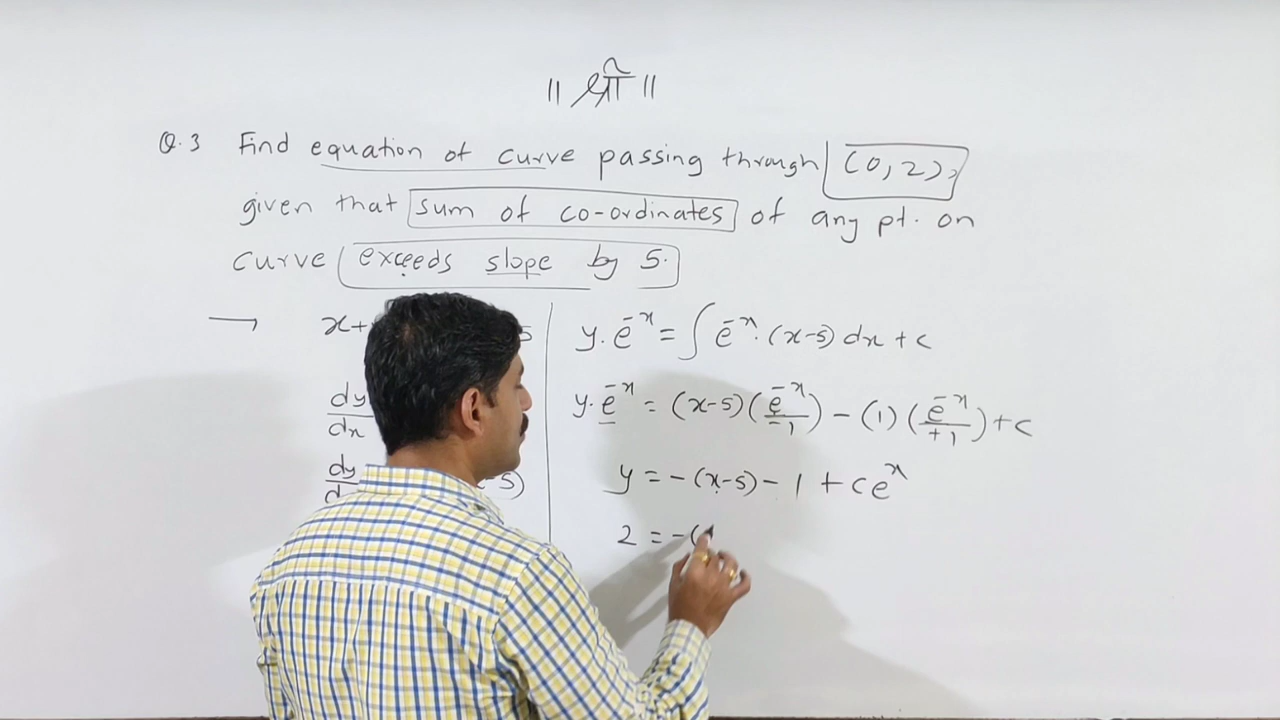 ॥ श्री ॥
Q.3 Find equation of curve passing through (0,2),
given that sum of co-ordinates of any pt. on
curve exceeds slope by 5.
→ x+ 5
dy/dx
dy 5)
y.e^-x = ∫ e^-x.(x-5) dx + c
y.e^-x = (x-5)(e^-x/-1) - (1)(e^-x/+1) + c
y = -(x-5) - 1 + ce^x
2 = -(